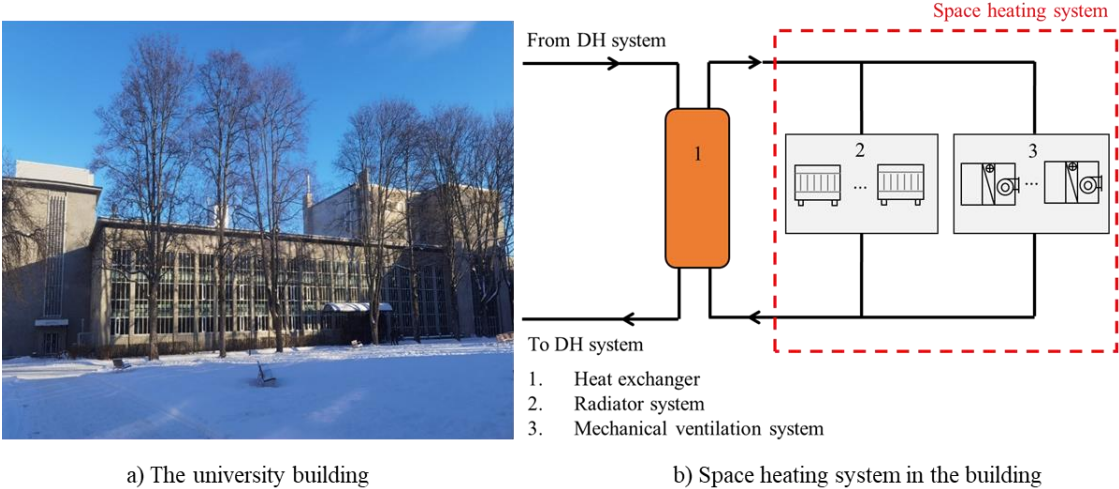 Space heating system
From DH system
1
2
3
...
...
To DH system
1. Heat exchanger
2. Radiator system
3. Mechanical ventilation system
a) The university building
b) Space heating system in the building